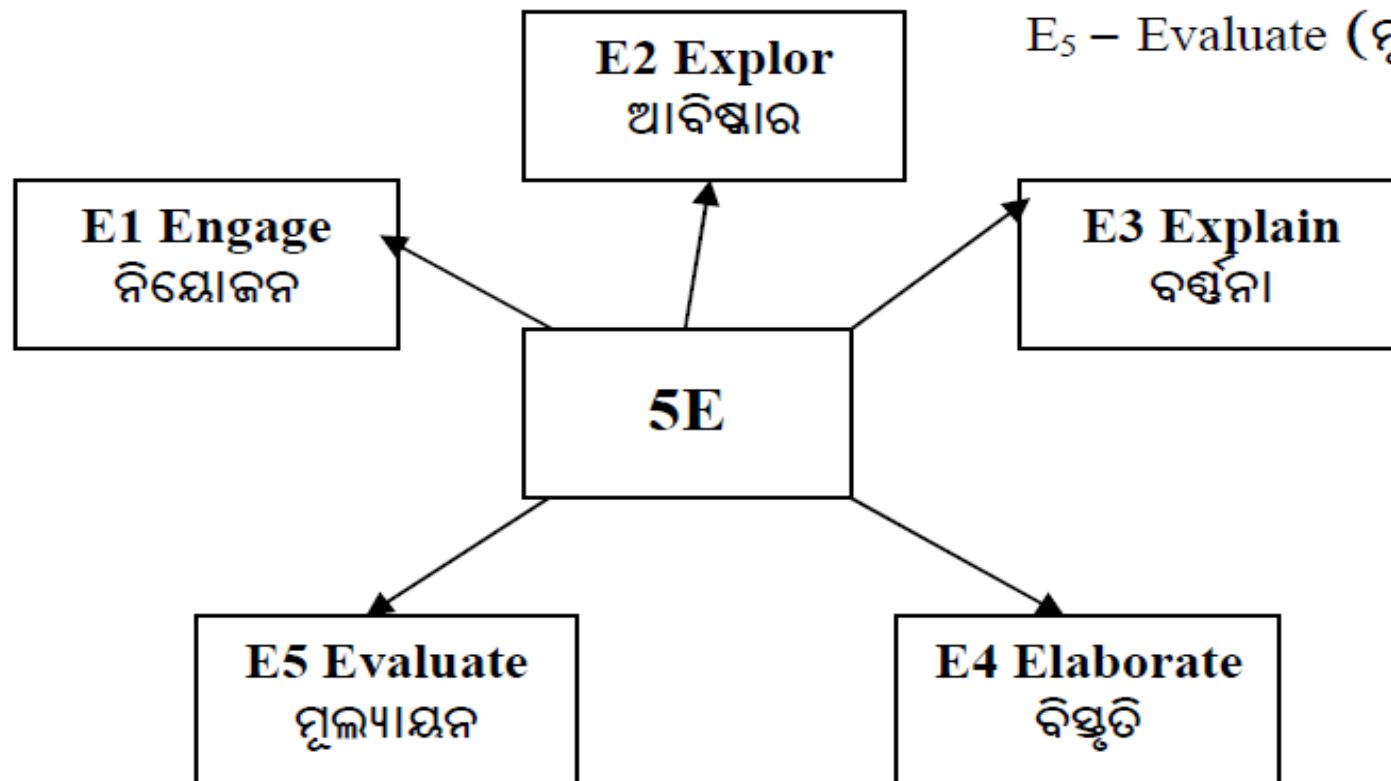 E₅ – Evaluate (
E2 Explor
ଆବିଷ୍କାର
E1 Engage
ନିୟୋଜନ
E3 Explain
ବର୍ଣ୍ଣନା
5E
E5 Evaluate
ମୂଲ୍ୟାୟନ
E4 Elaborate
ବିସ୍ତୃତି